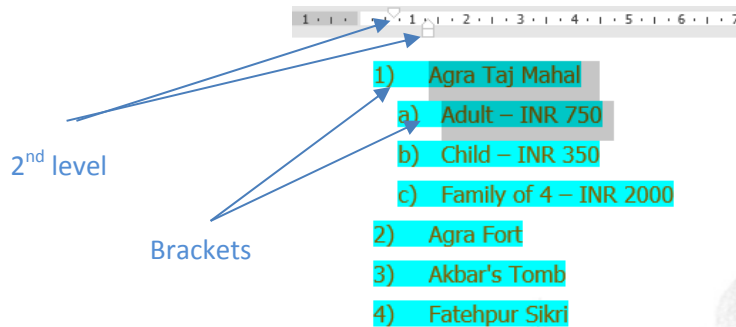 1 1 2 3 4 5 6 7
1) Agra Taj Mahal
a) Adult – INR 750
2nd level
b) Child – INR 350
c) Family of 4 – INR 2000
Brackets
2) Agra Fort
3) Akbar's Tomb
4) Fatehpur Sikri